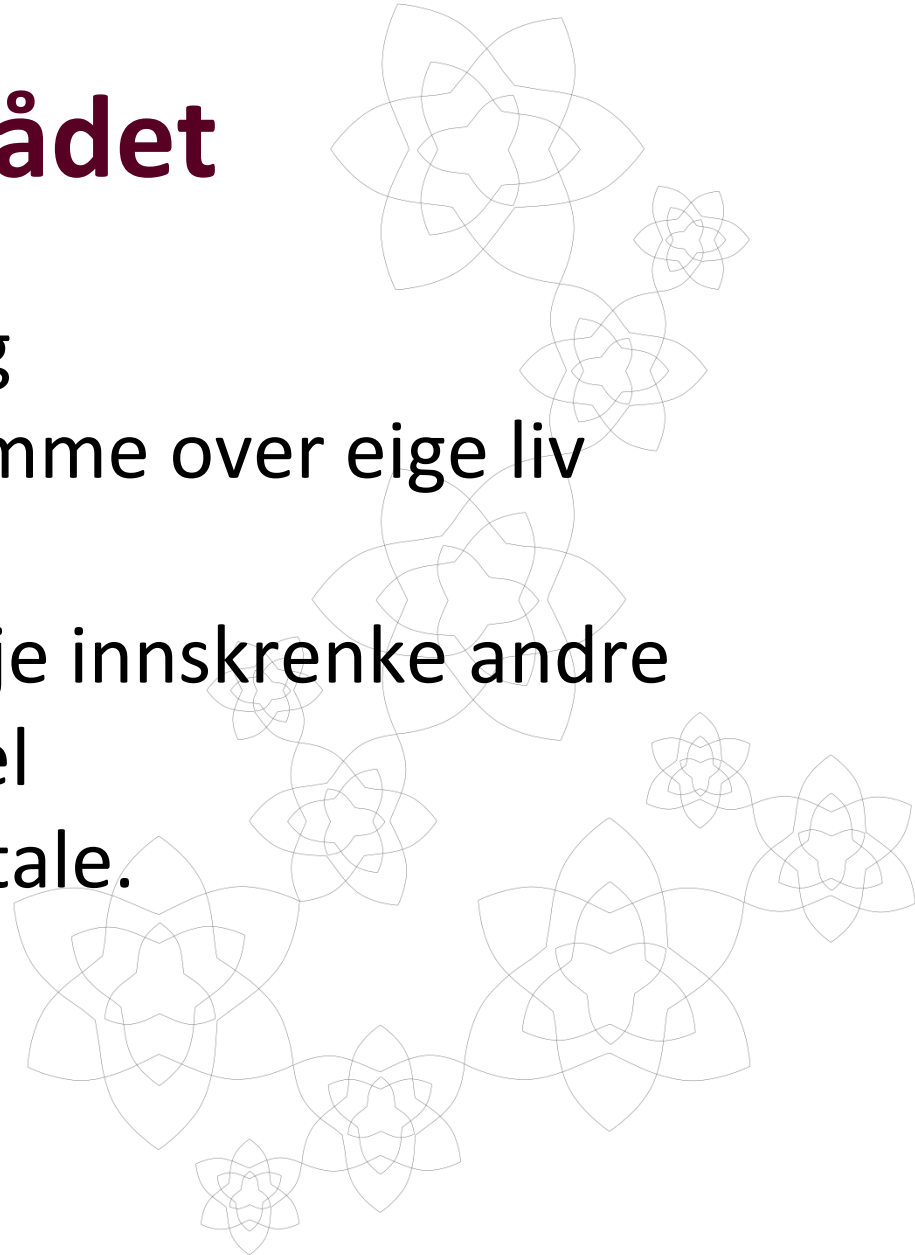 ådet
g
mme over eige liv
je innskrenke andre
el
tale.